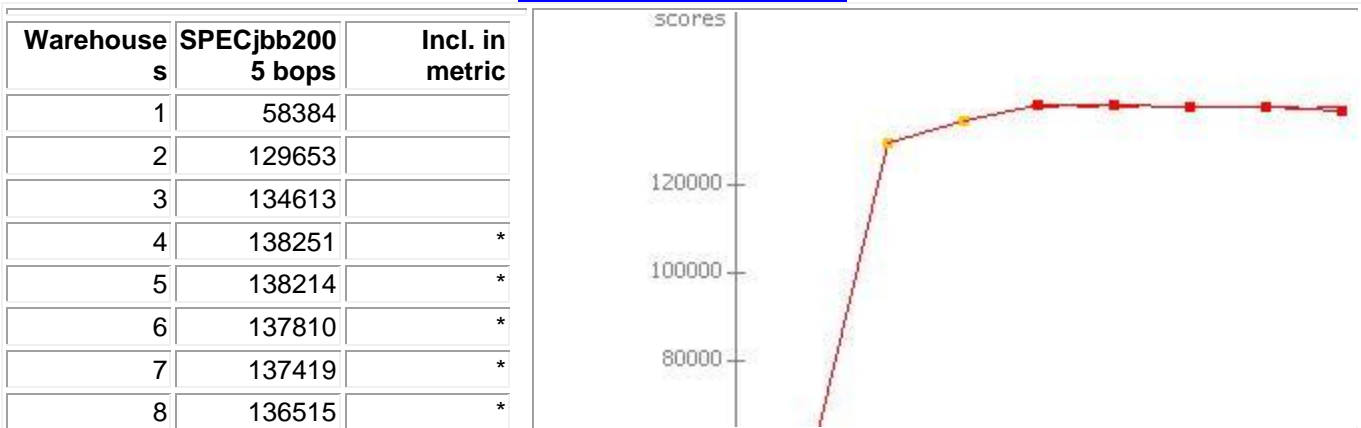 Warehouse SPECjbb200 Incl. in
s 5 bops metric
1 58384
2 129653
3 134613
4 138251 *
5 138214 *
6 137810 *
7 137419 *
8 136515 *
scores
120000
100000
80000